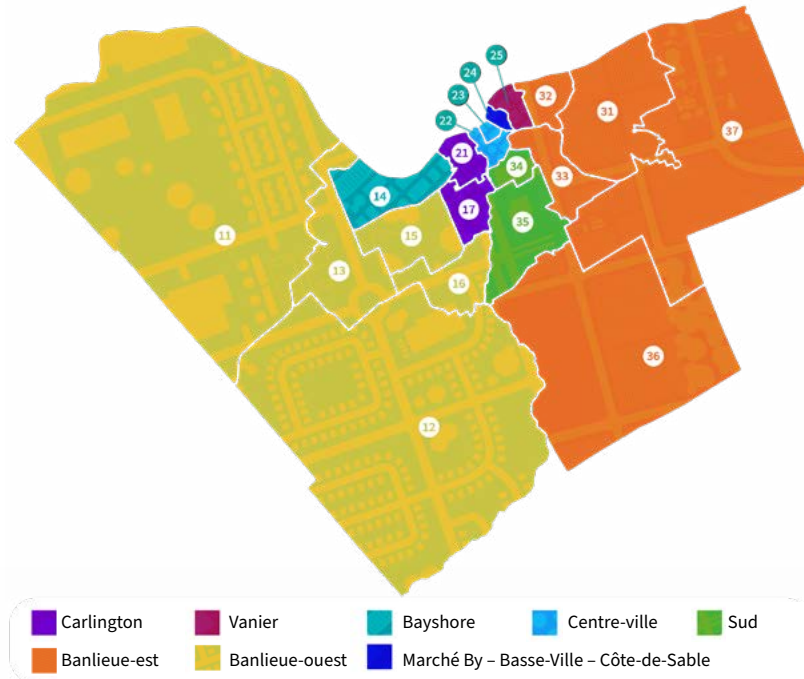 25
24
32
31
23
37
22
21
34
33
14
17
35
15
11
13
16
36
12
Carlington
Vanier
Bayshore
Centre-ville
Sud
Banlieue-est
Banlieue-ouest
Marché By – Basse-Ville – Côte-de-Sable